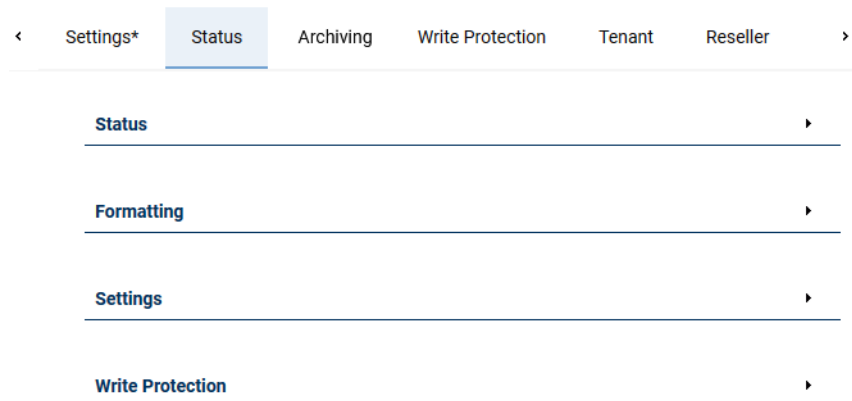 Settings* Status Archiving Write Protection Tenant Reseller
Status
Formatting
Settings
Write Protection